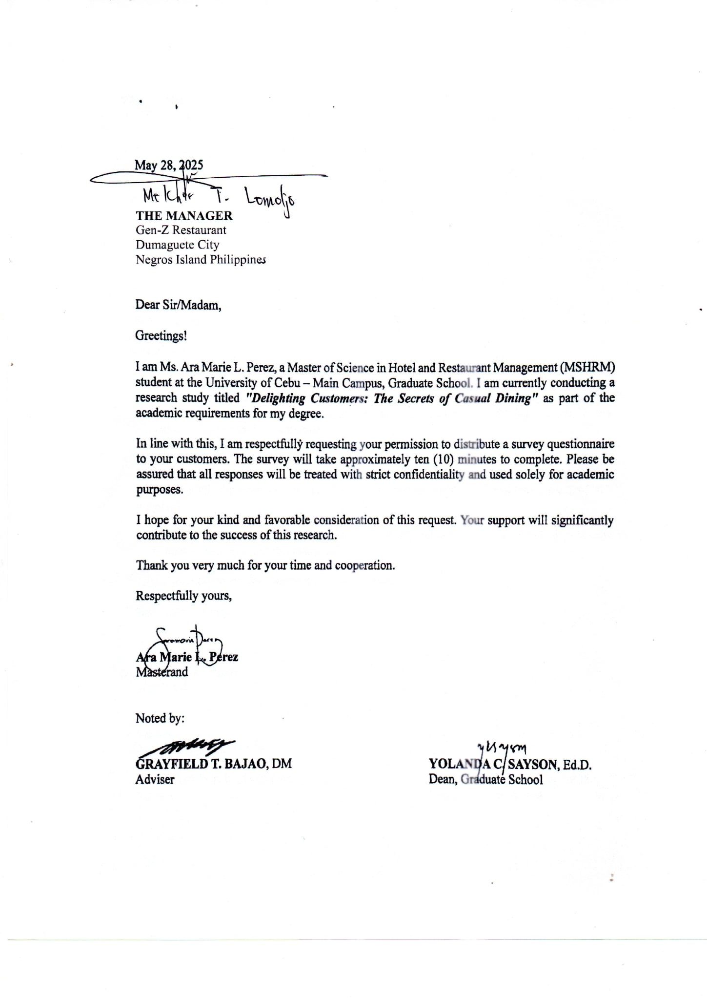 May 28, 2025
Melchor T. Lomoljo
THE MANAGER
Gen-Z Restaurant
Dumaguete City
Negros Island Philippines
Dear Sir/Madam,
Greetings!
I am Ms. Ara Marie L. Perez, a Master of Science in Hotel and Restaurant Management (MSHRM)
student at the University of Cebu – Main Campus, Graduate School. I am currently conducting a
research study titled "Delighting Customers: The Secrets of Casual Dining" as part of the
academic requirements for my degree.
In line with this, I am respectfully requesting your permission to distribute a survey questionnaire
to your customers. The survey will take approximately ten (10) minutes to complete. Please be
assured that all responses will be treated with strict confidentiality and used solely for academic
purposes.
I hope for your kind and favorable consideration of this request. Your support will significantly
contribute to the success of this research.
Thank you very much for your time and cooperation.
Respectfully yours,
Ara Marie L. Perez
Masterand
Noted by:
GRAYFIELD T. BAJAO, DM
Adviser
YOLANDA C. SAYSON, Ed.D.
Dean, Graduate School